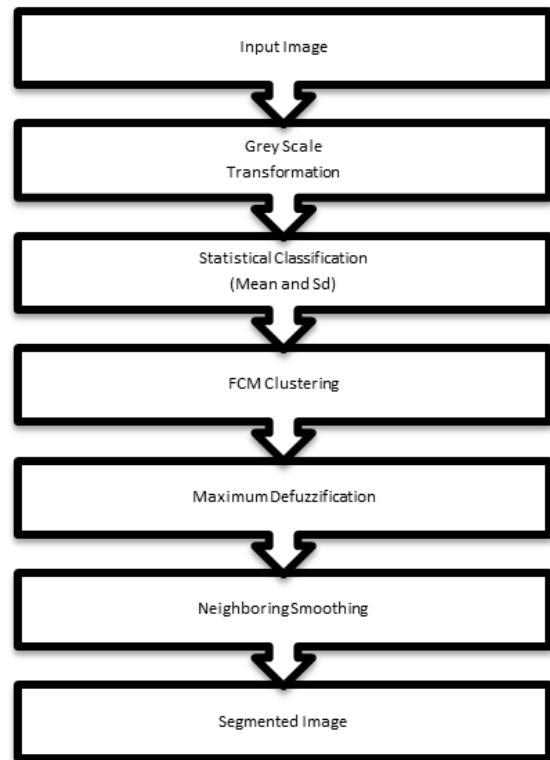 Input Image
Grey Scale
Transformation
Statistical Classification
(Mean and Sd)
FCM Clustering
Maximum Defuzzification
Neighboring Smoothing
Segmented Image